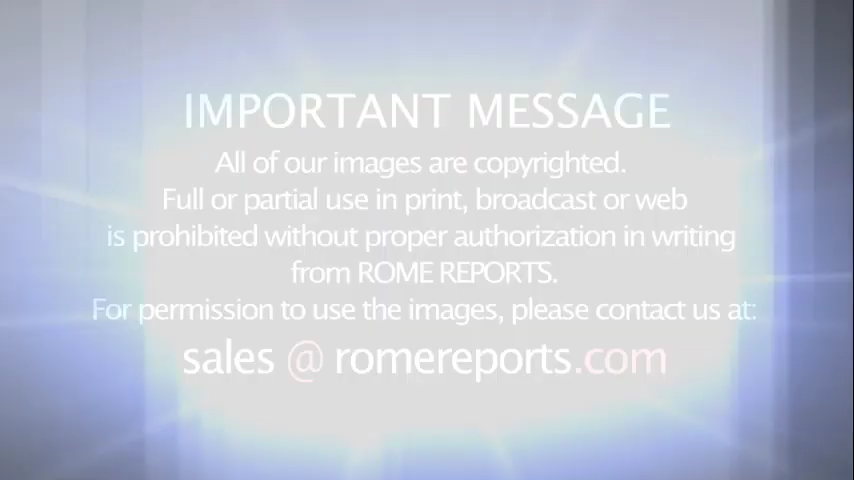 IMPORTANT MESSAGE
All of our images are copyrighted.
Full or partial use in print, broadcast or web
is prohibited without proper authorization in writing
from ROME REPORTS.
For permission to use the images, please contact us at:
sales @ romereports.com